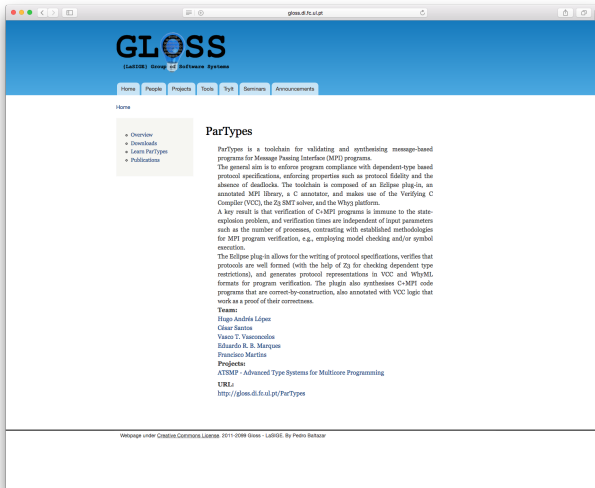 gloss.di.fc.ul.pt
GLOSS
(LaSIGE) Group of Software Systems
Home People Projects Tools TryIt Seminars Announcements
Home
Overview
Downloads
Learn ParTypes
Publications
ParTypes
ParTypes is a toolchain for validating and synthesising message-based
programs for Message Passing Interface (MPI) programs.
The general aim is to enforce program compliance with dependent-type based
protocol specifications, enforcing properties such as protocol fidelity and the
absence of deadlocks. The toolchain is composed of an Eclipse plug-in, an
annotated MPI library, a C annotator, and makes use of the Verifying C
Compiler (VCC), the Z3 SMT solver, and the Why3 platform.
A key result is that verification of C+MPI programs is immune to the state-
explosion problem, and verification times are independent of input parameters
such as the number of processes, contrasting with established methodologies
for MPI program verification, e.g., employing model checking and/or symbol
execution.
The Eclipse plug-in allows for the writing of protocol specifications, verifies that
protocols are well formed (with the help of Z3 for checking dependent type
restrictions), and generates protocol representations in VCC and WhyML
formats for program verification. The plugin also synthesises C+MPI code
programs that are correct-by-construction, also annotated with VCC logic that
work as a proof of their correctness.
Team:
Hugo Andrés López
César Santos
Vasco T. Vasconcelos
Eduardo R. B. Marques
Francisco Martins
Projects:
ATSMP - Advanced Type Systems for Multicore Programming
URL:
http://gloss.di.fc.ul.pt/ParTypes
Webpage under Creative Commons License. 2011-2099 Gloss - LaSIGE. By Pedro Baltazar